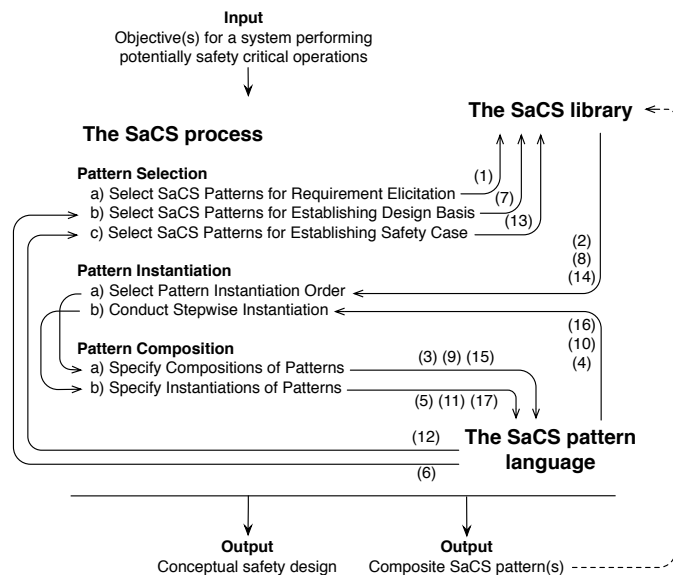 Input
Objective(s) for a system performing
potentially safety critical operations
The SaCS library
The SaCS process
Pattern Selection
a) Select SaCS Patterns for Requirement Elicitation
(1)
b) Select SaCS Patterns for Establishing Design Basis
(7)
c) Select SaCS Patterns for Establishing Safety Case
(13)
(2)
(8)
(14)
Pattern Instantiation
a) Select Pattern Instantiation Order
b) Conduct Stepwise Instantiation
(16)
(10)
(4)
Pattern Composition
a) Specify Compositions of Patterns
(3) (9) (15)
b) Specify Instantiations of Patterns
(5) (11) (17)
(12)
(6)
The SaCS pattern
language
Output
Conceptual safety design
Output
Composite SaCS pattern(s)